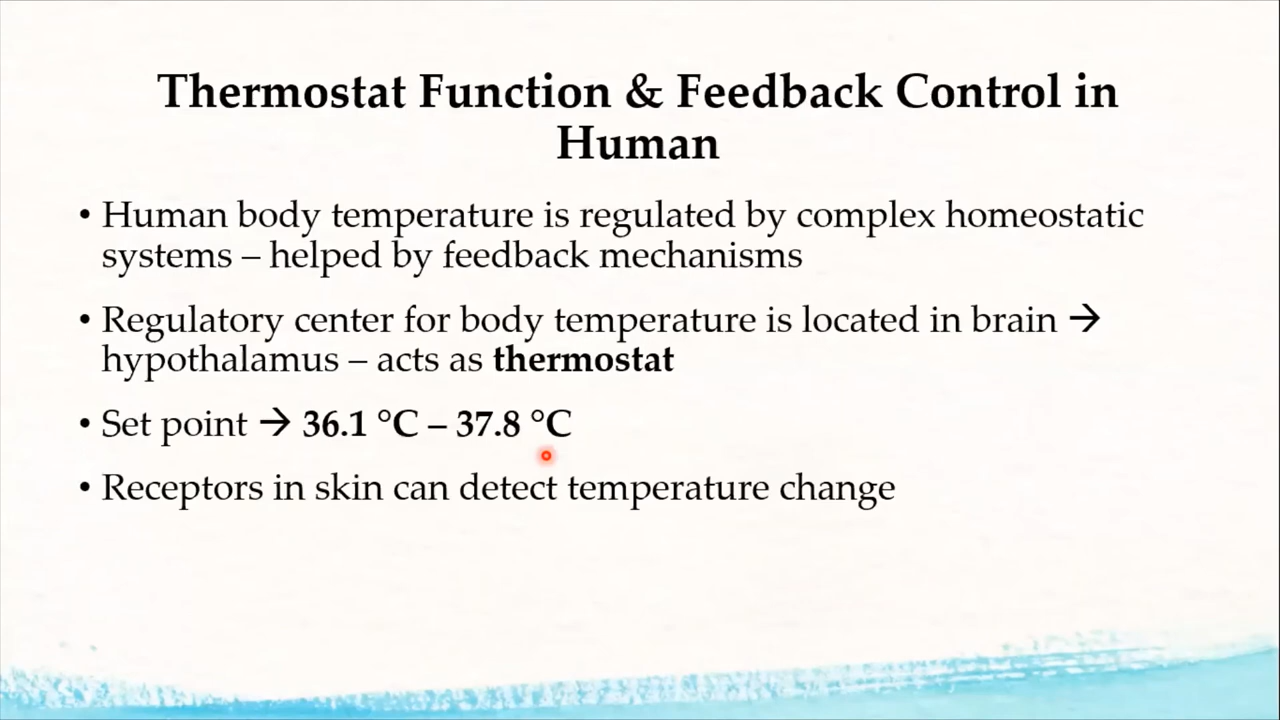 Thermostat Function & Feedback Control in
Human
• Human body temperature is regulated by complex homeostatic
systems – helped by feedback mechanisms
• Regulatory center for body temperature is located in brain →
hypothalamus – acts as thermostat
• Set point → 36.1 °C – 37.8 °C
• Receptors in skin can detect temperature change